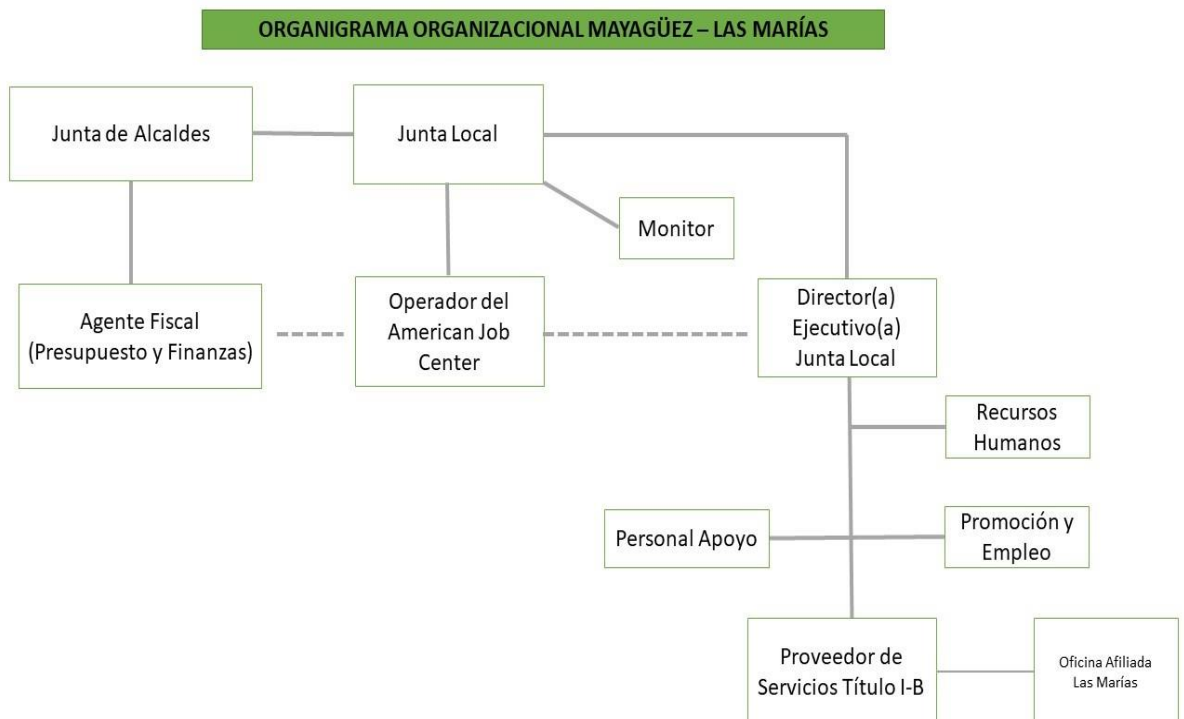 ORGANIGRAMA ORGANIZACIONAL MAYAGÜEZ – LAS MARÍAS
Junta de Alcaldes
Junta Local
Monitor
Agente Fiscal
(Presupuesto y Finanzas)
Operador del
American Job
Center
Director(a)
Ejecutivo(a)
Junta Local
Recursos
Humanos
Personal Apoyo
Promoción y
Empleo
Proveedor de
Servicios Título I-B
Oficina Afiliada
Las Marías